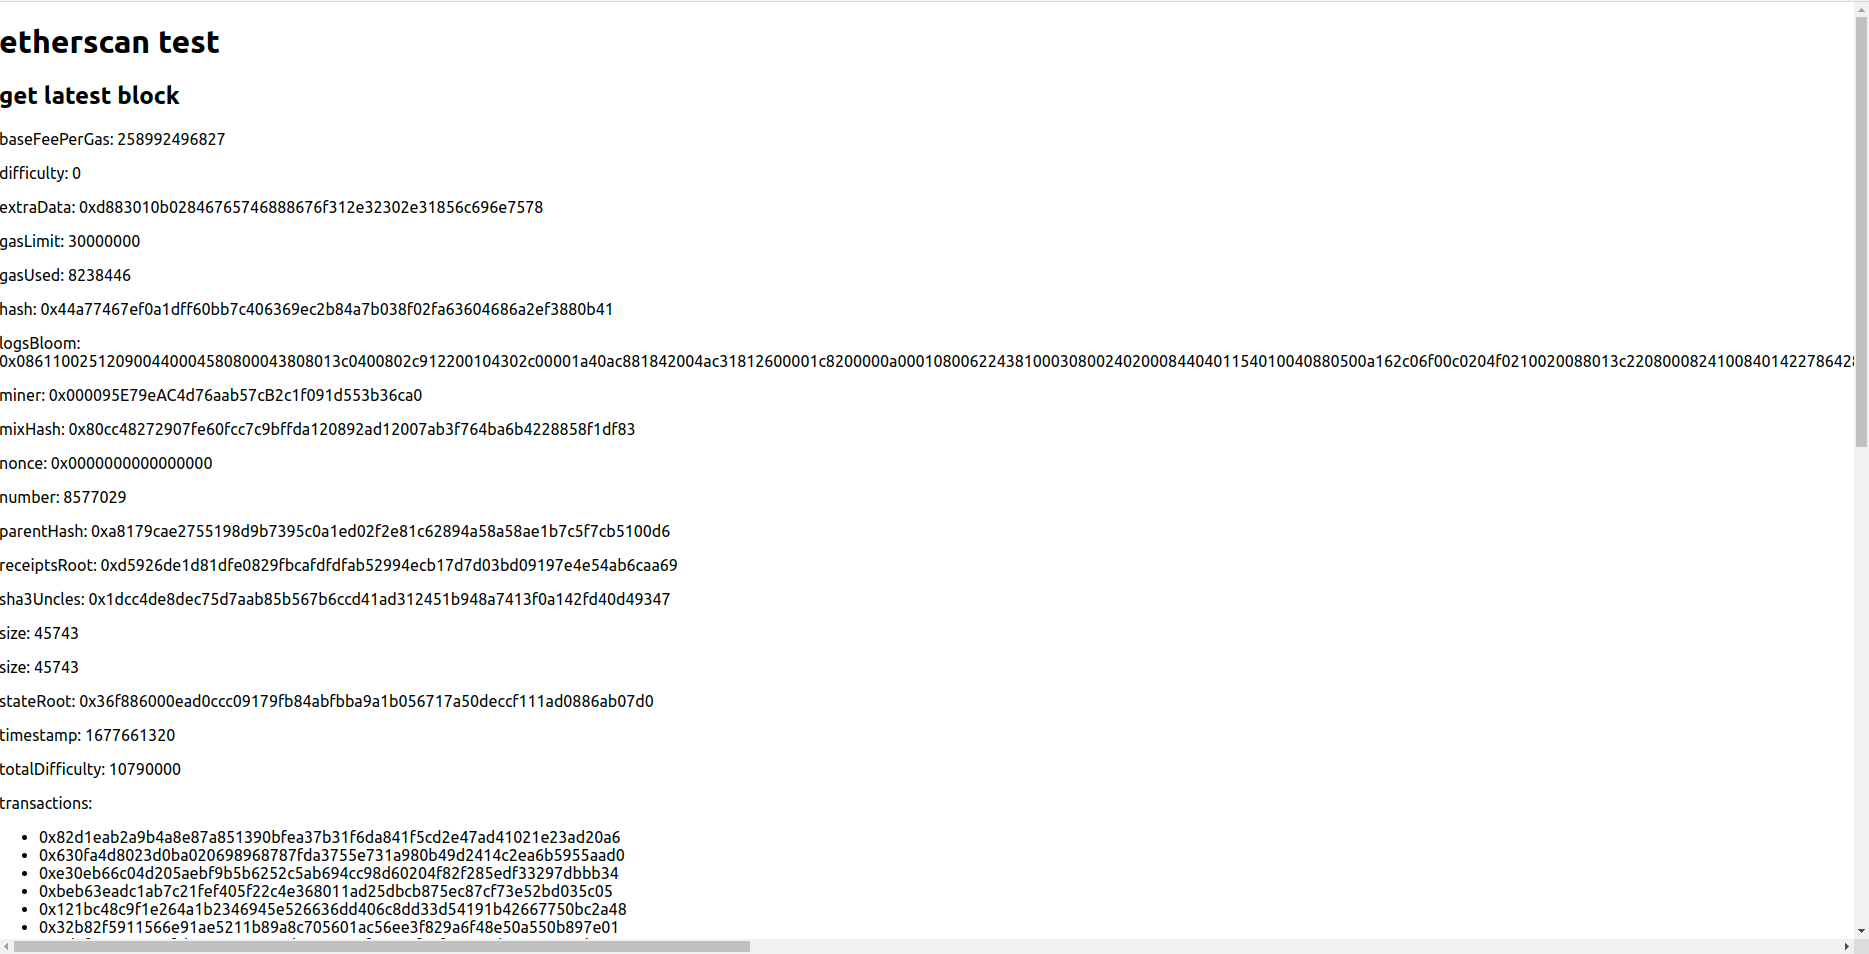 etherscan test
get latest block
baseFeePerGas: 258992496827
difficulty: 0
extraData: 0xd883010b02846765746888676f312e32302e31856c696e7578
gasLimit: 30000000
gasUsed: 8238446
hash: 0x44a77467ef0a1dff60bb7c406369ec2b84a7b038f02fa63604686a2ef3880b41
logsBloom:
miner: 0x000095E79eAC4d76aab57cB2c1f091d553b36ca0
mixHash: 0x80cc48272907fe60fcc7c9bffda120892ad12007ab3f764ba6b4228858f1df83
nonce: 0x0000000000000000
number: 8577029
parentHash: 0xa8179cae2755198d9b7395c0a1ed02f2e81c62894a58a58ae1b7c5f7cb5100d6
receiptsRoot: 0xd5926de1d81dfe0829fbcafdfdfab52994ecb17d7d03bd09197e4e54ab6caa69
sha3Uncles: 0x1dcc4de8dec75d7aab85b567b6ccd41ad312451b948a7413f0a142fd40d49347
size: 45743
size: 45743
stateRoot: 0x36f886000ead0ccc09179fb84abfbba9a1b056717a50deccf111ad0886ab07d0
timestamp: 1677661320
totalDifficulty: 10790000
transactions:
• 0x82d1eab2a9b4a8e87a851390bfea37b31f6da841f5cd2e47ad41021e23ad20a6
• 0x630fa4d8023d0ba020698968787fda3755e731a980b49d2414c2ea6b5955aad0
• 0xe30eb66c04d205aebf9b5b6252c5ab694cc98d60204f82f285edf33297dbbb34
• 0xbeb63eadc1ab7c21fef405f22c4e368011ad25dbcb875ec87cf73e52bd035c05
• 0x121bc48c9f1e264a1b2346945e526636dd406c8dd33d54191b42667750bc2a48
• 0x32b82f5911566e91ae5211b89a8c705601ac56ee3f829a6f48e50a550b897e01